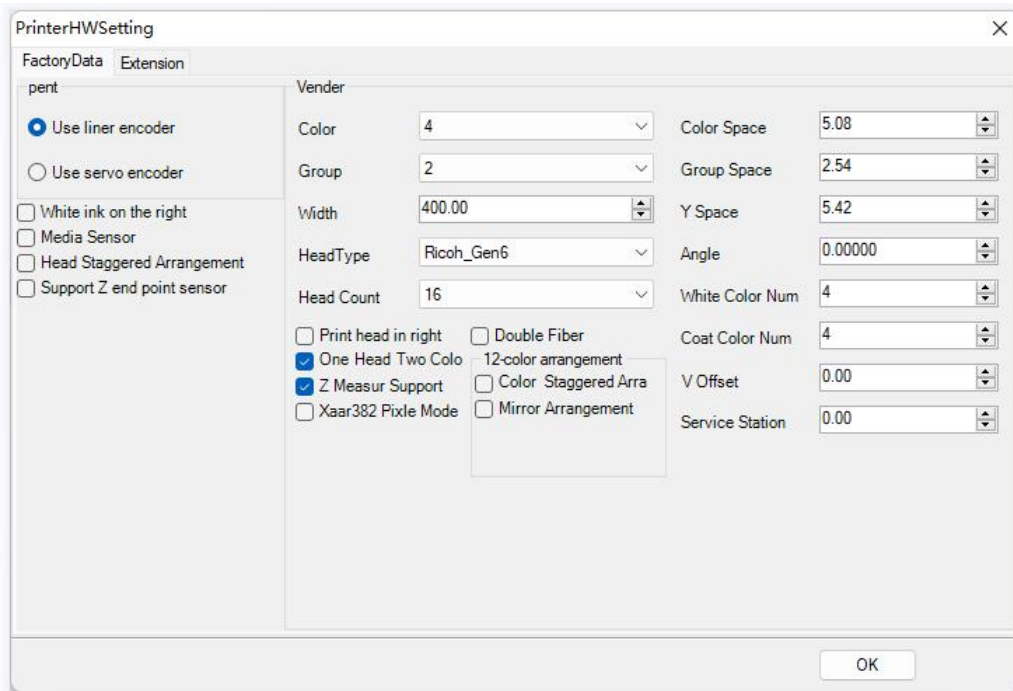 PrinterHWSetting
FactoryData Extension
pent
Use liner encoder
Use servo encoder
White ink on the right
Media Sensor
Head Staggered Arrangement
Support Z end point sensor
Vender
Color 4
Group 2
Width 400.00
HeadType Ricoh_Gen6
Head Count 16
Print head in right
One Head Two Colo
Z Measur Support
Xaar382 Pixle Mode
Double Fiber
12-color arrangement
Color Staggered Arra
Mirror Arrangement
Color Space 5.08
Group Space 2.54
Y Space 5.42
Angle 0.00000
White Color Num 4
Coat Color Num 4
V Offset 0.00
Service Station 0.00
OK